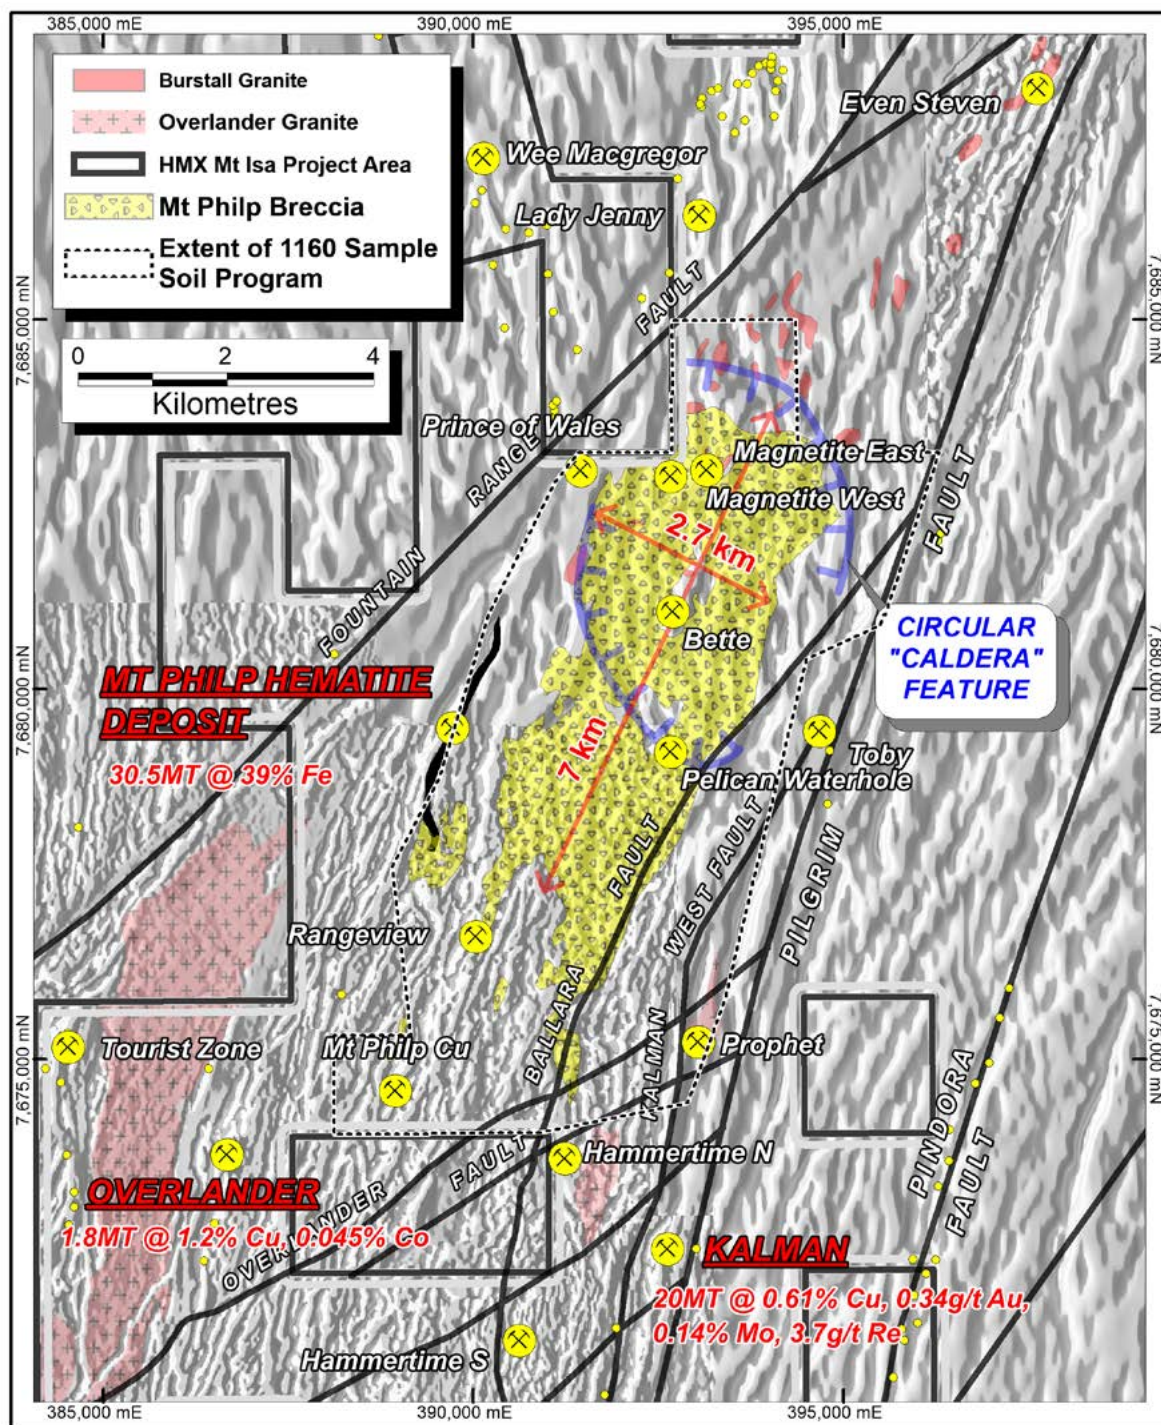 385,000 mE
390,000 mE
395,000 mE
Burstall Granite
Overlander Granite
HMX Mt Isa Project Area
Mt Philp Breccia
Extent of 1160 Sample
Soil Program
0
2
4
Kilometres
Even Steven
Wee Macgregor
Lady Jenny
7,685,000 mN
7,685,000 mN
FOUNTAIN
RANGE
FAULT
Prince of Wales
Magnetite East
Magnetite West
2.7 km
Bette
CIRCULAR
"CALDERA"
FEATURE
7,680,000 mN
7,680,000 mN
MT PHILP HEMATITE
DEPOSIT
30.5MT @ 39% Fe
7 km
Toby
Pelican Waterhole
PILGRIM
FAULT
BALLARA
FAULT
KALMAN
WEST FAULT
Rangeview
7,675,000 mN
7,675,000 mN
Tourist Zone
Mt Philp Cu
Prophet
PINDORA
FAULT
Hammertime N
OVERLANDER
FAULT
OVERLANDER
1.8MT @ 1.2% Cu, 0.045% Co
KALMAN
20MT @ 0.61% Cu, 0.34g/t Au,
0.14% Mo, 3.7g/t Re
Hammertime S
385,000 mE
390,000 mE
395,000 mE